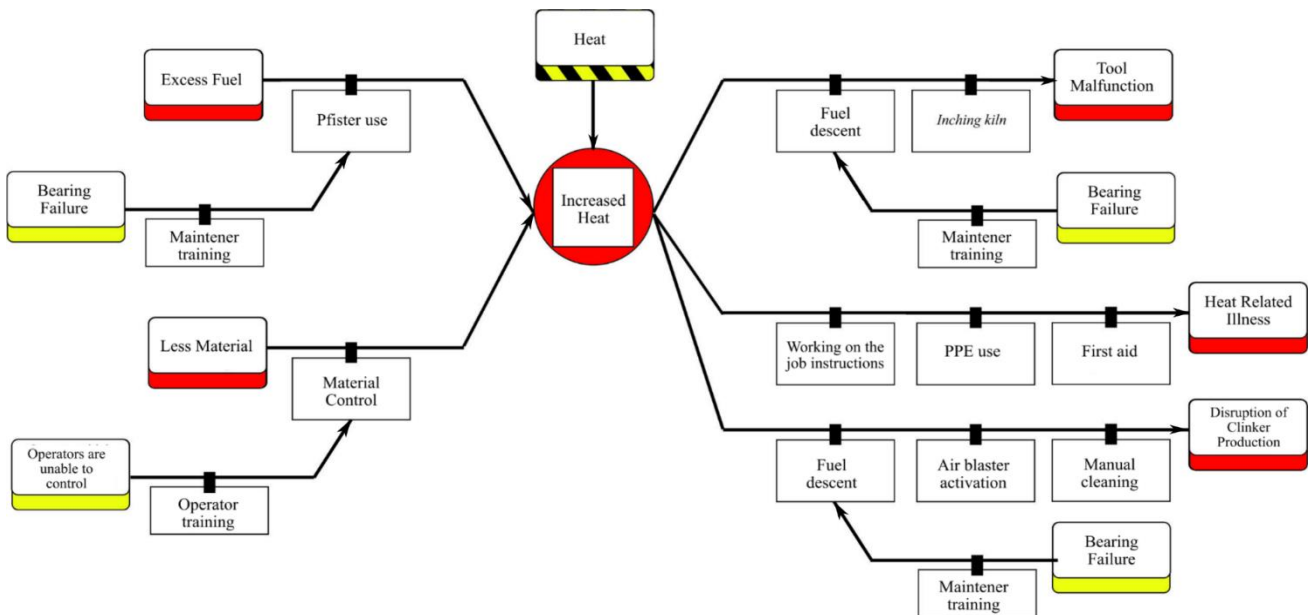 Heat
Excess Fuel
Pfister use
Bearing
Failure
Maintener
training
Increased
Heat
Less Material
Material
Control
Operators are
unable to
control
Operator
training
Tool
Malfunction
Fuel
descent
Inching kiln
Bearing
Failure
Maintener
training
Heat Related
Illness
Working on the
job instructions
PPE use
First aid
Disruption of
Clinker
Production
Fuel
descent
Air blaster
activation
Manual
cleaning
Bearing
Failure
Maintener
training